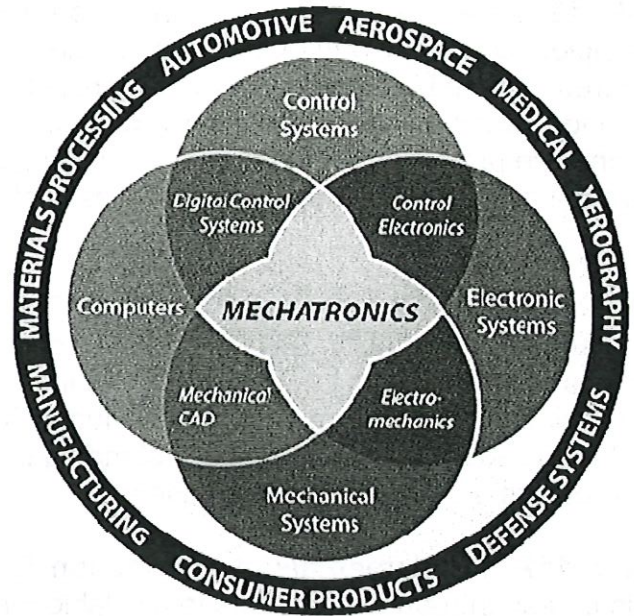 MATERIALS PROCESSING
AUTOMOTIVE
AEROSPACE
MEDICAL
XEROGRAPHY
DEFENSE SYSTEMS
CONSUMER PRODUCTS
MANUFACTURING
Control
Systems
Digital Control
Systems
Control
Electronics
Computers
MECHATRONICS
Electronic
Systems
Mechanical
CAD
Electro-
mechanics
Mechanical
Systems